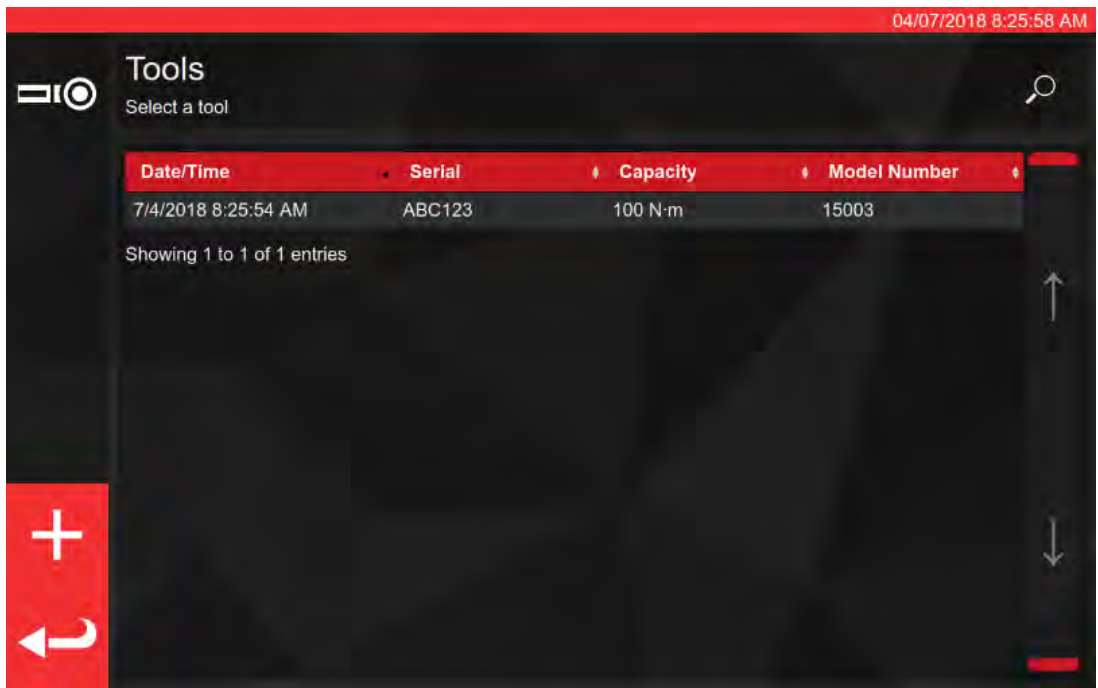 04/07/2018 8:25:58 AM
Tools
Select a tool
Date/Time Serial Capacity Model Number
7/4/2018 8:25:54 AM ABC123 100 N·m 15003
Showing 1 to 1 of 1 entries